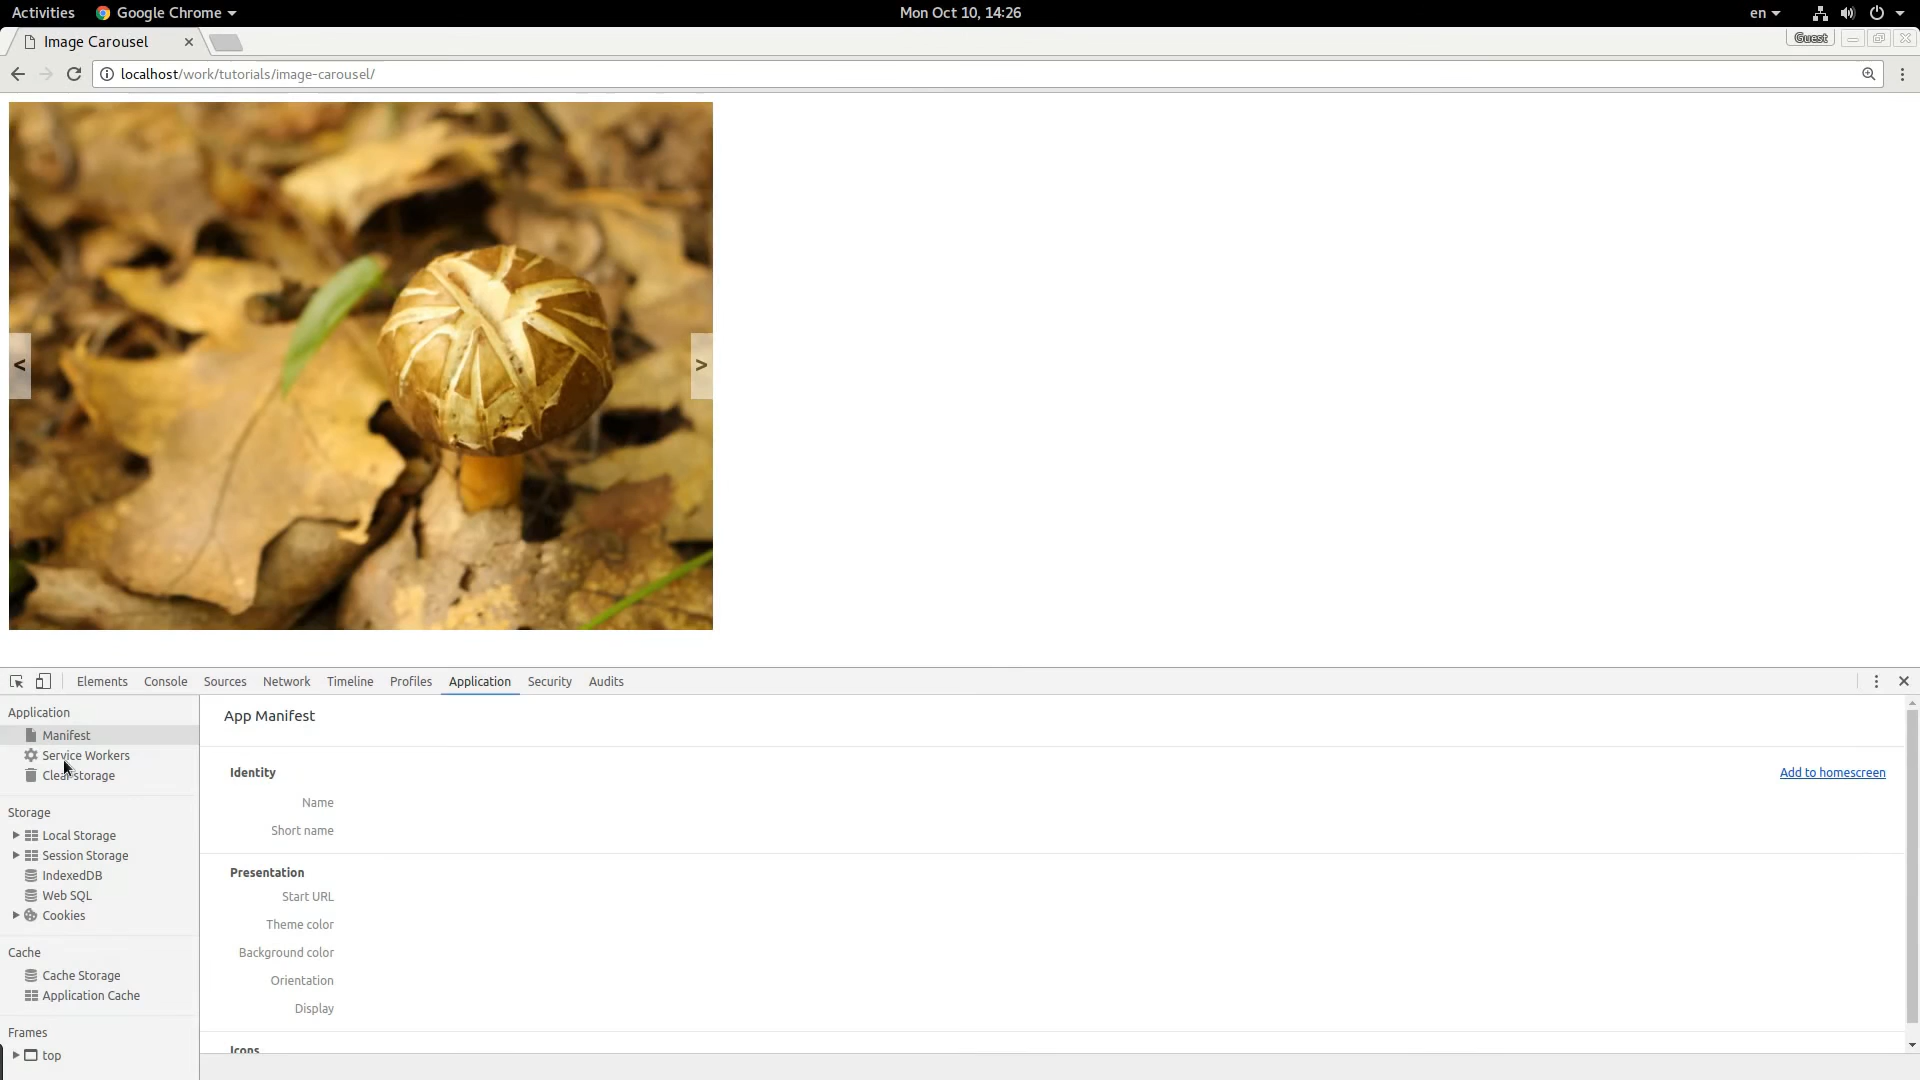 Activities Google Chrome Mon Oct 10, 14:26 en
Image Carousel Guest
localhost/work/tutorials/image-carousel/
< >
Elements Console Sources Network Timeline Profiles Application Security Audits
Application
Manifest
Service Workers
Clear storage
Storage
Local Storage
Session Storage
IndexedDB
Web SQL
Cookies
Cache
Cache Storage
Application Cache
Frames
top
App Manifest
Identity Add to homescreen
Name
Short name
Presentation
Start URL
Theme color
Background color
Orientation
Display
Icons